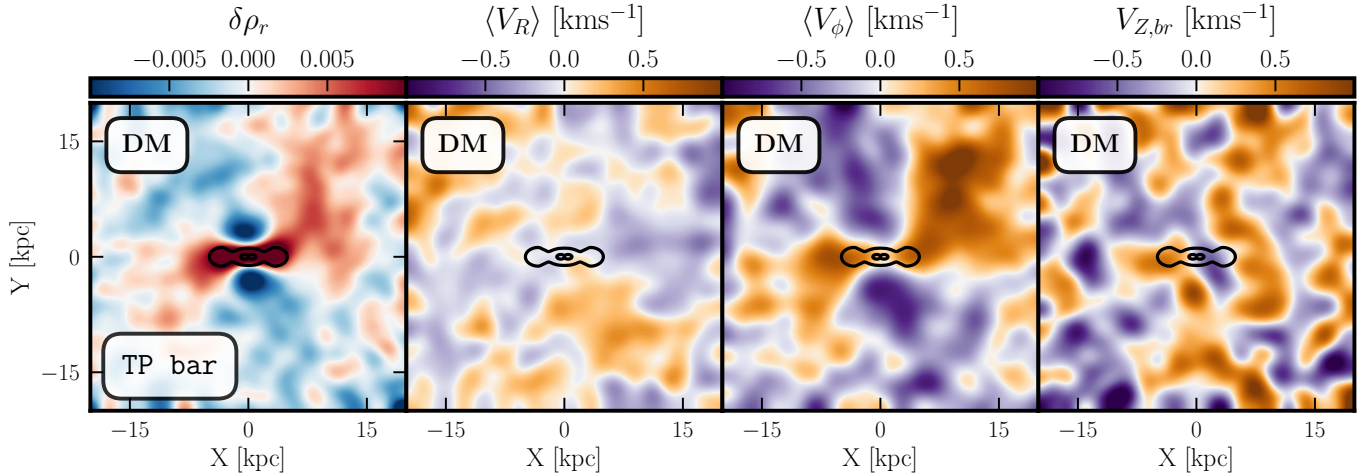 δρ_r ⟨V_R⟩ [kms⁻¹] ⟨V_ϕ⟩ [kms⁻¹] V_{Z,br} [kms⁻¹]
−0.005 0.000 0.005 −0.5 0.0 0.5 −0.5 0.0 0.5 −0.5 0.0 0.5
15 DM DM DM DM
0
Y [kpc]
−15 TP bar
−15 0 15 −15 0 15 −15 0 15 −15 0 15
X [kpc] X [kpc] X [kpc] X [kpc]